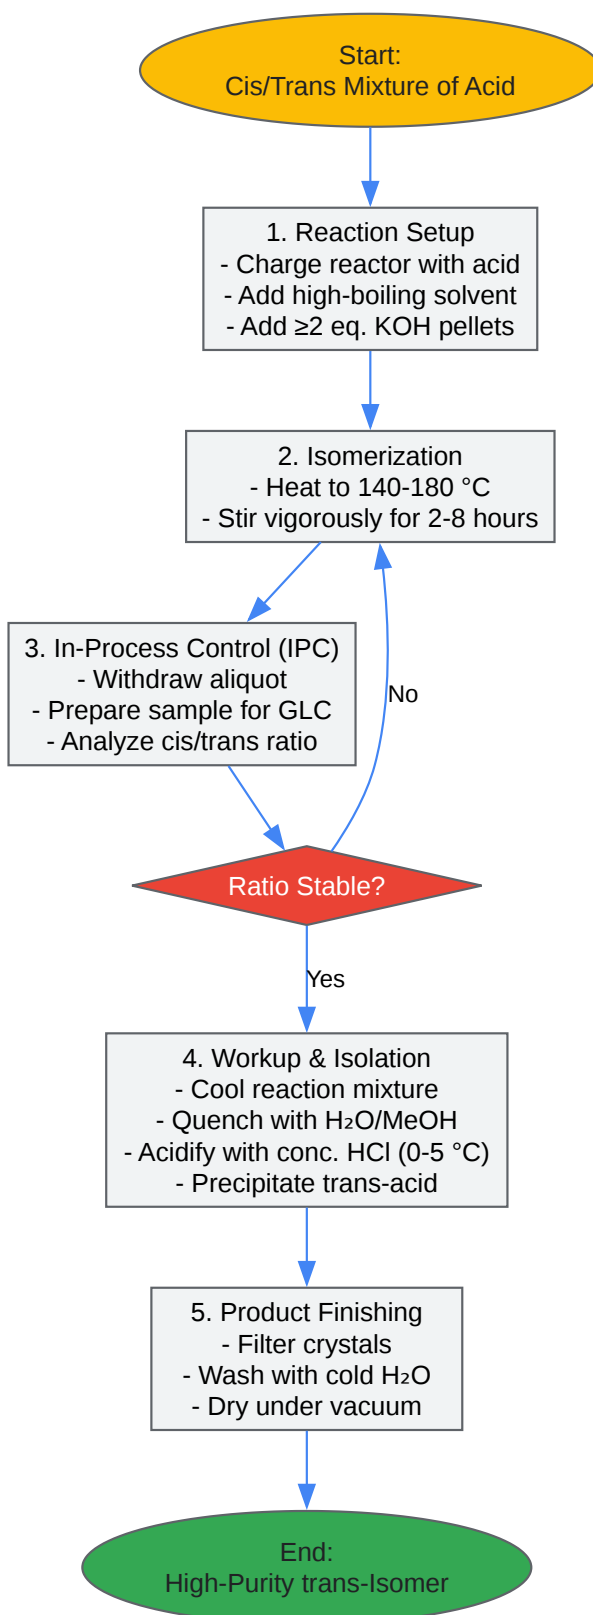 Start:
Cis/Trans Mixture of Acid
1. Reaction Setup
- Charge reactor with acid
- Add high-boiling solvent
- Add ≥2 eq. KOH pellets
2. Isomerization
- Heat to 140-180 °C
- Stir vigorously for 2-8 hours
3. In-Process Control (IPC)
- Withdraw aliquot
- Prepare sample for GLC
- Analyze cis/trans ratio
No
Ratio Stable?
Yes
4. Workup & Isolation
- Cool reaction mixture
- Quench with H₂O/MeOH
- Acidify with conc. HCl (0-5 °C)
- Precipitate trans-acid
5. Product Finishing
- Filter crystals
- Wash with cold H₂O
- Dry under vacuum
End:
High-Purity trans-Isomer